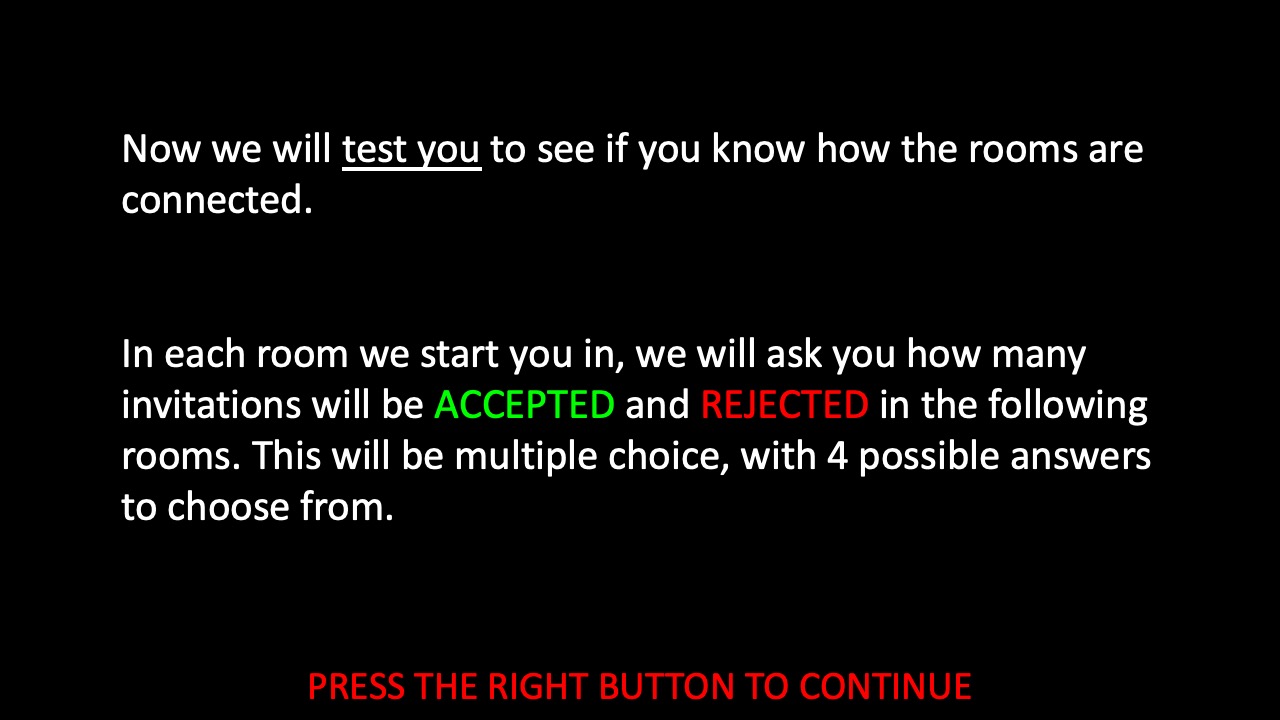 Now we will test you to see if you know how the rooms are
connected.
In each room we start you in, we will ask you how many
invitations will be ACCEPTED and REJECTED in the following
rooms. This will be multiple choice, with 4 possible answers
to choose from.
PRESS THE RIGHT BUTTON TO CONTINUE